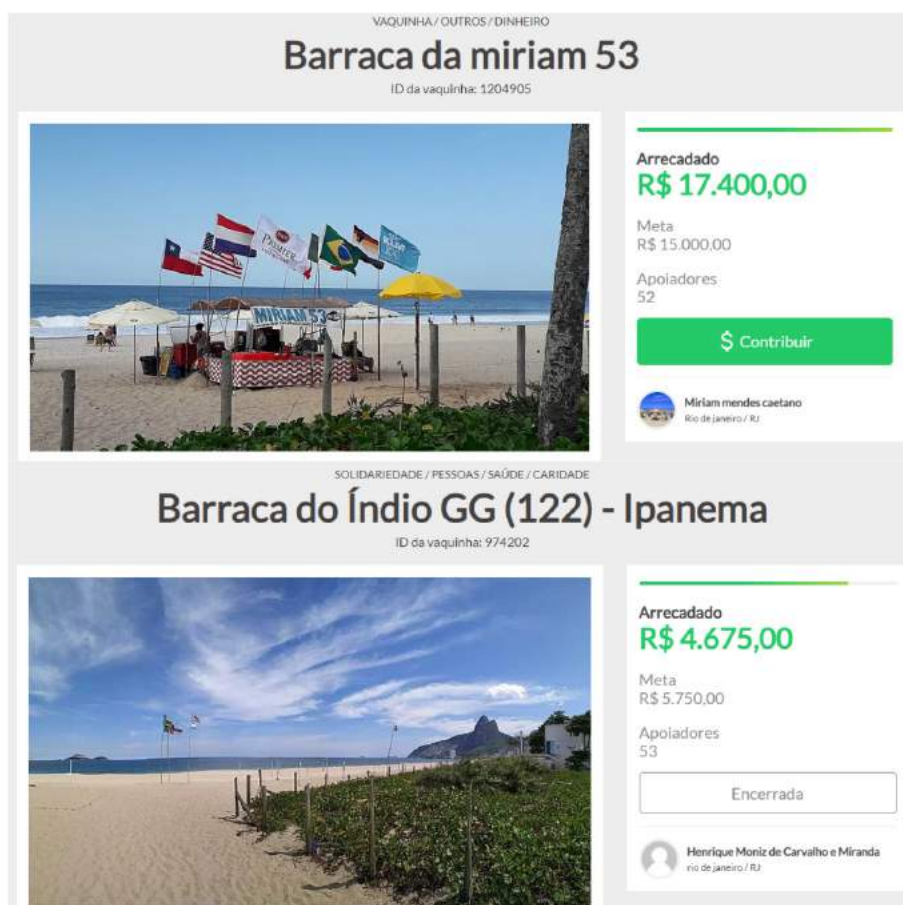 VAQUINHA / OUTROS / DINHEIRO
Barraca da miriam 53
ID da vaquinha: 1204905
MIRIAM 53
PREMIER
Arrecadado
R$ 17.400,00
Meta
R$ 15.000,00
Apoiadores
52
$ Contribuir
Miriam mendes caetano
Rio de janeiro / RJ
SOLIDARIEDADE / PESSOAS / SAÚDE / CARIDADE
Barraca do Índio GG (122) - Ipanema
ID da vaquinha: 974202
Arrecadado
R$ 4.675,00
Meta
R$ 5.750,00
Apoiadores
53
Encerrada
Henrique Moniz de Carvalho e Miranda
rio de janeiro / RJ